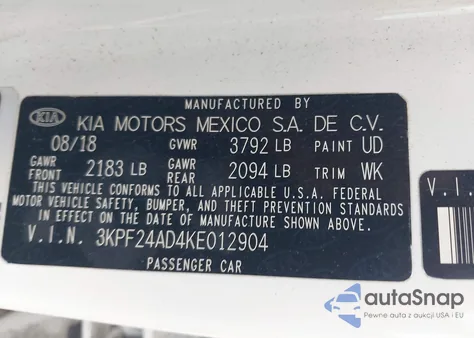 MANUFACTURED BY
KIA KIA MOTORS MEXICO S.A. DE C.V.
08/18 GVWR 3792 LB PAINT UD
GAWR FRONT 2183 LB GAWR REAR 2094 LB TRIM WK
THIS VEHICLE CONFORMS TO ALL APPLICABLE U.S.A. FEDERAL
MOTOR VEHICLE SAFETY, BUMPER, AND THEFT PREVENTION STANDARDS
IN EFFECT ON THE DATE OF MANUFACTURE SHOWN ABOVE.
V.I.N. 3KPF24AD4KE012904
PASSENGER CAR
V.I.
autoSnap
Pewne auta z aukcji USA i EU